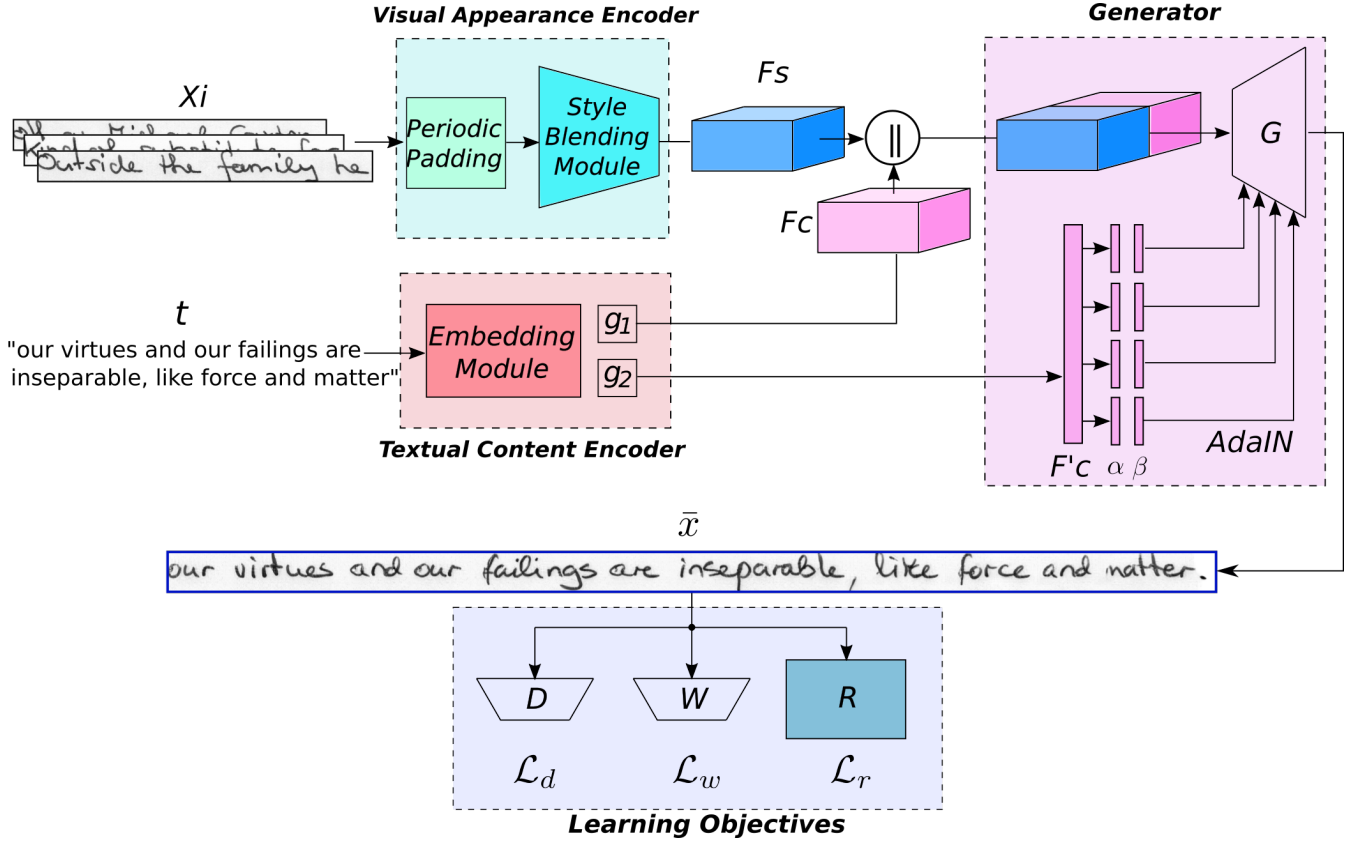 Visual Appearance Encoder
Generator
Xi
Outside the family he
Periodic
Padding
Style
Blending
Module
Fs
||
G
Fc
t
"our virtues and our failings are
inseparable, like force and matter"
Embedding
Module
g1
g2
Textual Content Encoder
F'c α β
AdaIN
x̄
our virtues and our failings are inseparable, like force and matter.
D
W
R
ℒd
ℒw
ℒr
Learning Objectives